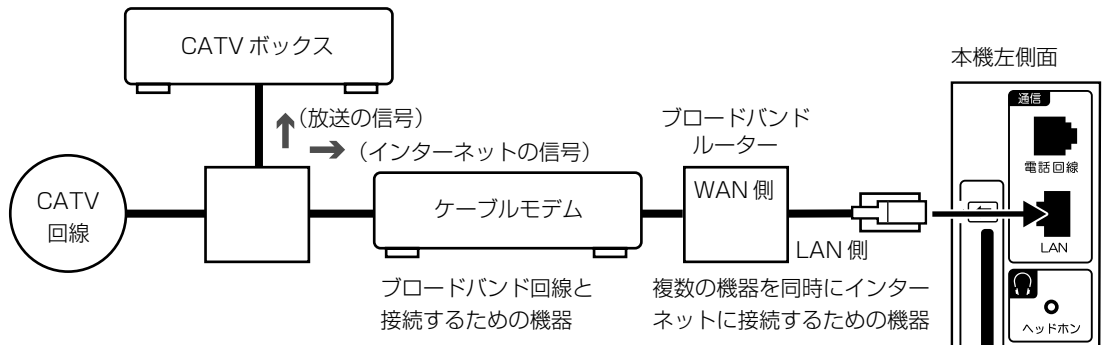 CATV ボックス
本機左側面
通信
(放送の信号)
ブロードバンド
ルーター
(インターネットの信号)
電話回線
CATV
回線
ケーブルモデム
WAN 側
LAN 側
LAN
ブロードバンド回線と
接続するための機器
複数の機器を同時にインター
ネットに接続するための機器
ヘッドホン